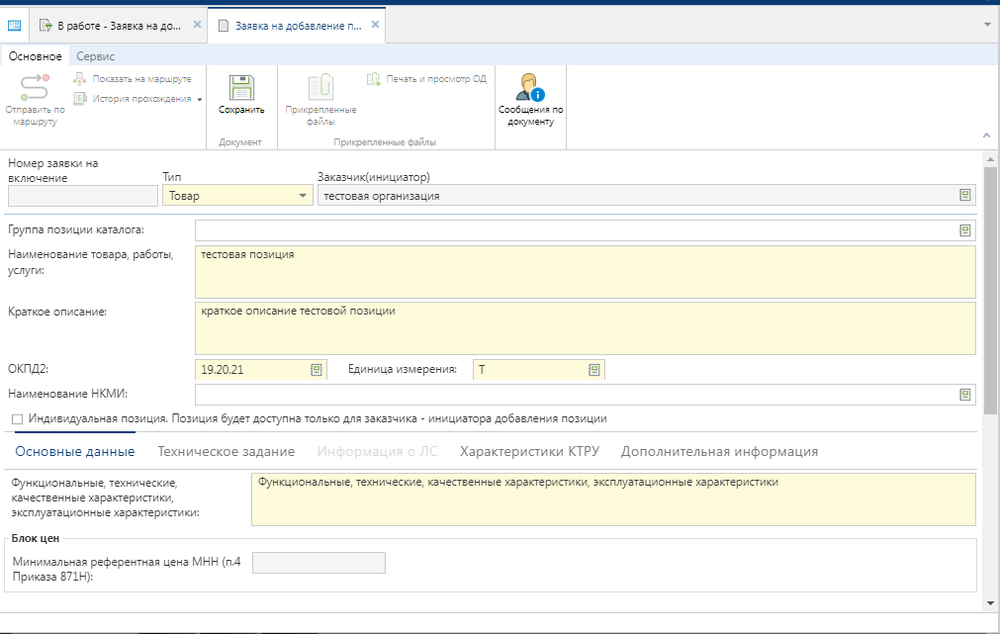 В работе - Заявка на до...
Заявка на добавление п...
Основное
Сервис
Отправить по
маршруту
Показать на маршруте
История прохождения
Сохранить
Документ
Прикрепленные
файлы
Печать и просмотр ОД
Прикрепленные файлы
Сообщения по
документу
Номер заявки на
включение
Тип
Товар
Заказчик(инициатор)
тестовая организация
Группа позиции каталога:
Наименование товара, работы,
услуги:
тестовая позиция
Краткое описание:
краткое описание тестовой позиции
ОКПД2:
19.20.21
Единица измерения:
Т
Наименование НКМИ:
Индивидуальная позиция. Позиция будет доступна только для заказчика - инициатора добавления позиции
Основные данные
Техническое задание
Информация о ЛС
Характеристики КТРУ
Дополнительная информация
Функциональные, технические,
качественные характеристики,
эксплуатационные характеристики:
Функциональные, технические, качественные характеристики, эксплуатационные характеристики
Блок цен
Минимальная референтная цена МНН (п.4
Приказа 871Н):